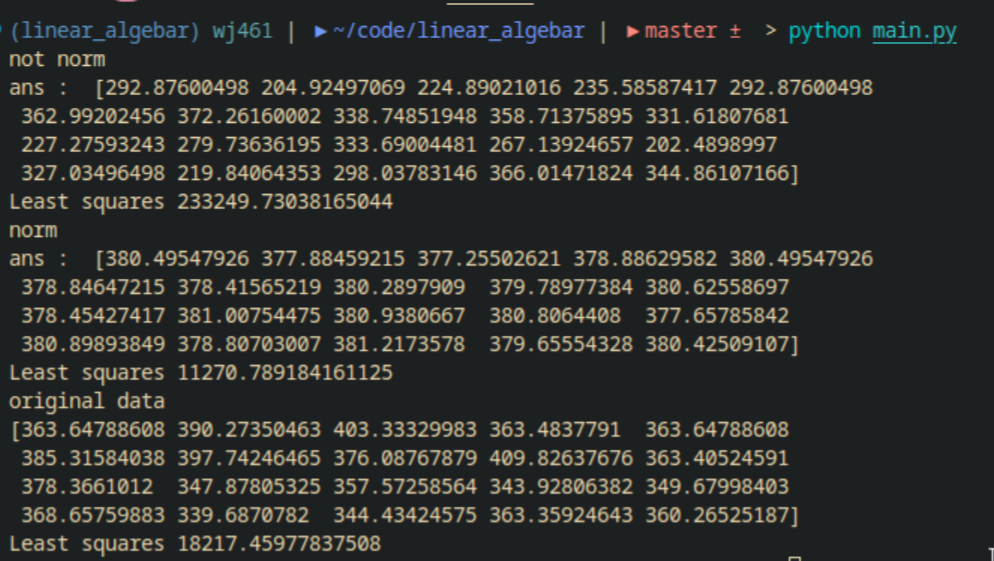 (linear_algebar) wj461 | ▶~/code/linear_algebar | ▶master ± > python main.py
not norm
ans :  [292.87600498 204.92497069 224.89021016 235.58587417 292.87600498
 362.99202456 372.26160002 338.74851948 358.71375895 331.61807681
 227.27593243 279.73636195 333.69004481 267.13924657 202.4898997
 327.03496498 219.84064353 298.03783146 366.01471824 344.86107166]
Least squares 233249.73038165044
norm
ans :  [380.49547926 377.88459215 377.25502621 378.88629582 380.49547926
 378.84647215 378.41565219 380.2897909  379.78977384 380.62558697
 378.45427417 381.00754475 380.9380667  380.8064408  377.65785842
 380.89893849 378.80703007 381.2173578  379.65554328 380.42509107]
Least squares 11270.789184161125
original data
[363.64788608 390.27350463 403.33329983 363.4837791  363.64788608
 385.31584038 397.74246465 376.08767879 409.82637676 363.40524591
 378.3661012  347.87805325 357.57258564 343.92806382 349.67998403
 368.65759883 339.6870782  344.43424575 363.35924643 360.26525187]
Least squares 18217.45977837508